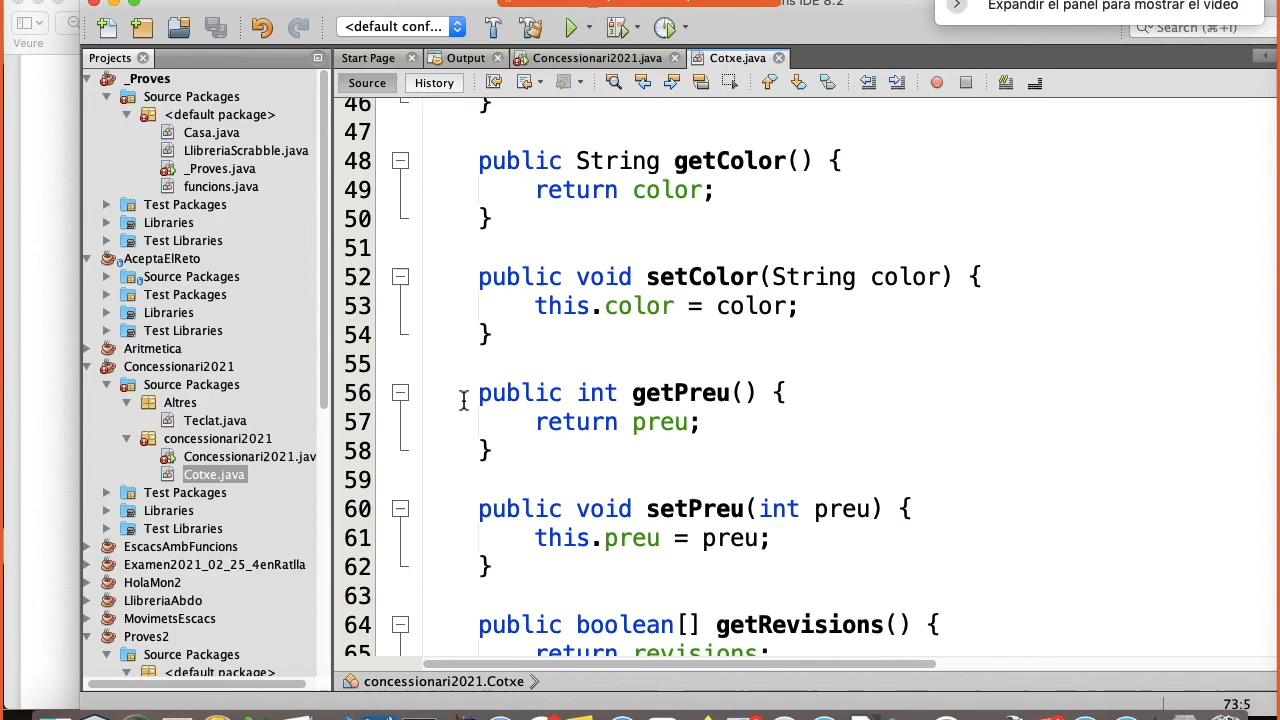 IDE 8.2
Expandir el panel para mostrar el vídeo
Veure
<default conf...
Search (⌘+I)
Projects
Start Page
Output
Concessionari2021.java
Cotxe.java
Source
History
_Proves
Source Packages
<default package>
Casa.java
LlibreriaScrabble.java
_Proves.java
funcions.java
Test Packages
Libraries
Test Libraries
AceptaElReto
Source Packages
Test Packages
Libraries
Test Libraries
Aritmetica
Concessionari2021
Source Packages
Altres
Teclat.java
concessionari2021
Concessionari2021.jav
Cotxe.java
Test Packages
Libraries
Test Libraries
EscacsAmbFuncions
Examen2021_02_25_4enRatlla
HolaMon2
LlibreriaAbdo
MovimetsEscacs
Proves2
Source Packages
<default package>
46 }
47
48 public String getColor() {
49 return color;
50 }
51
52 public void setColor(String color) {
53 this.color = color;
54 }
55
56 public int getPreu() {
57 return preu;
58 }
59
60 public void setPreu(int preu) {
61 this.preu = preu;
62 }
63
64 public boolean[] getRevisions() {
65 return revisions;
concessionari2021.Cotxe
73:5